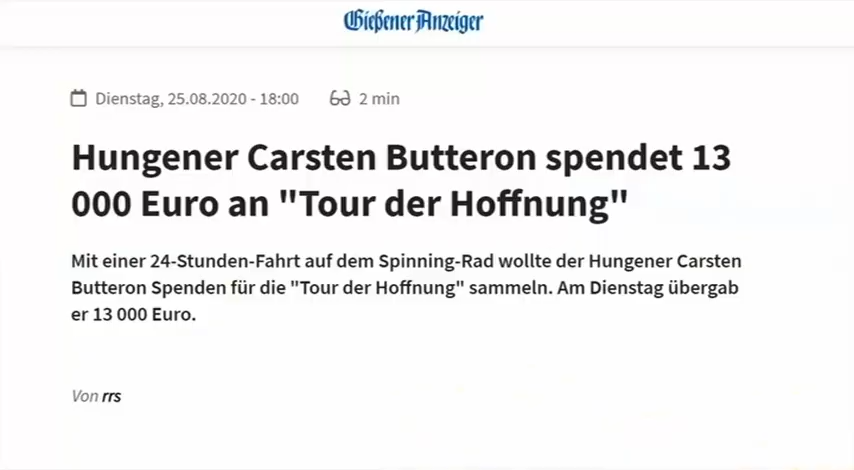 Gießener Anzeiger
Dienstag, 25.08.2020 - 18:00 2 min
Hungener Carsten Butteron spendet 13
000 Euro an "Tour der Hoffnung"
Mit einer 24-Stunden-Fahrt auf dem Spinning-Rad wollte der Hungener Carsten
Butteron Spenden für die "Tour der Hoffnung" sammeln. Am Dienstag übergab
er 13 000 Euro.
Von rrs